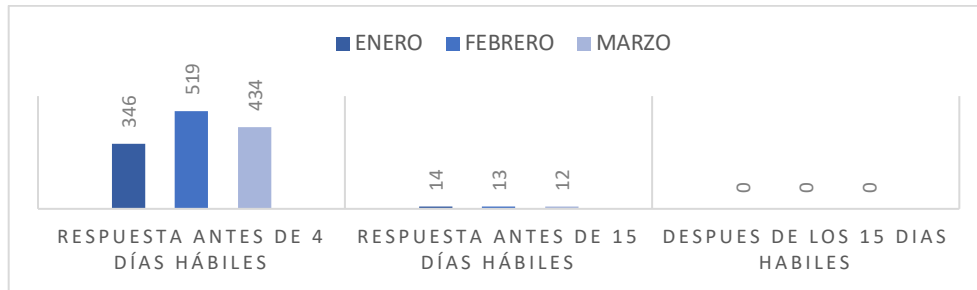 ENERO FEBRERO MARZO
346 519 434
14 13 12
0 0 0
RESPUESTA ANTES DE 4 DÍAS HÁBILES
RESPUESTA ANTES DE 15 DÍAS HÁBILES
DESPUES DE LOS 15 DIAS HABILES